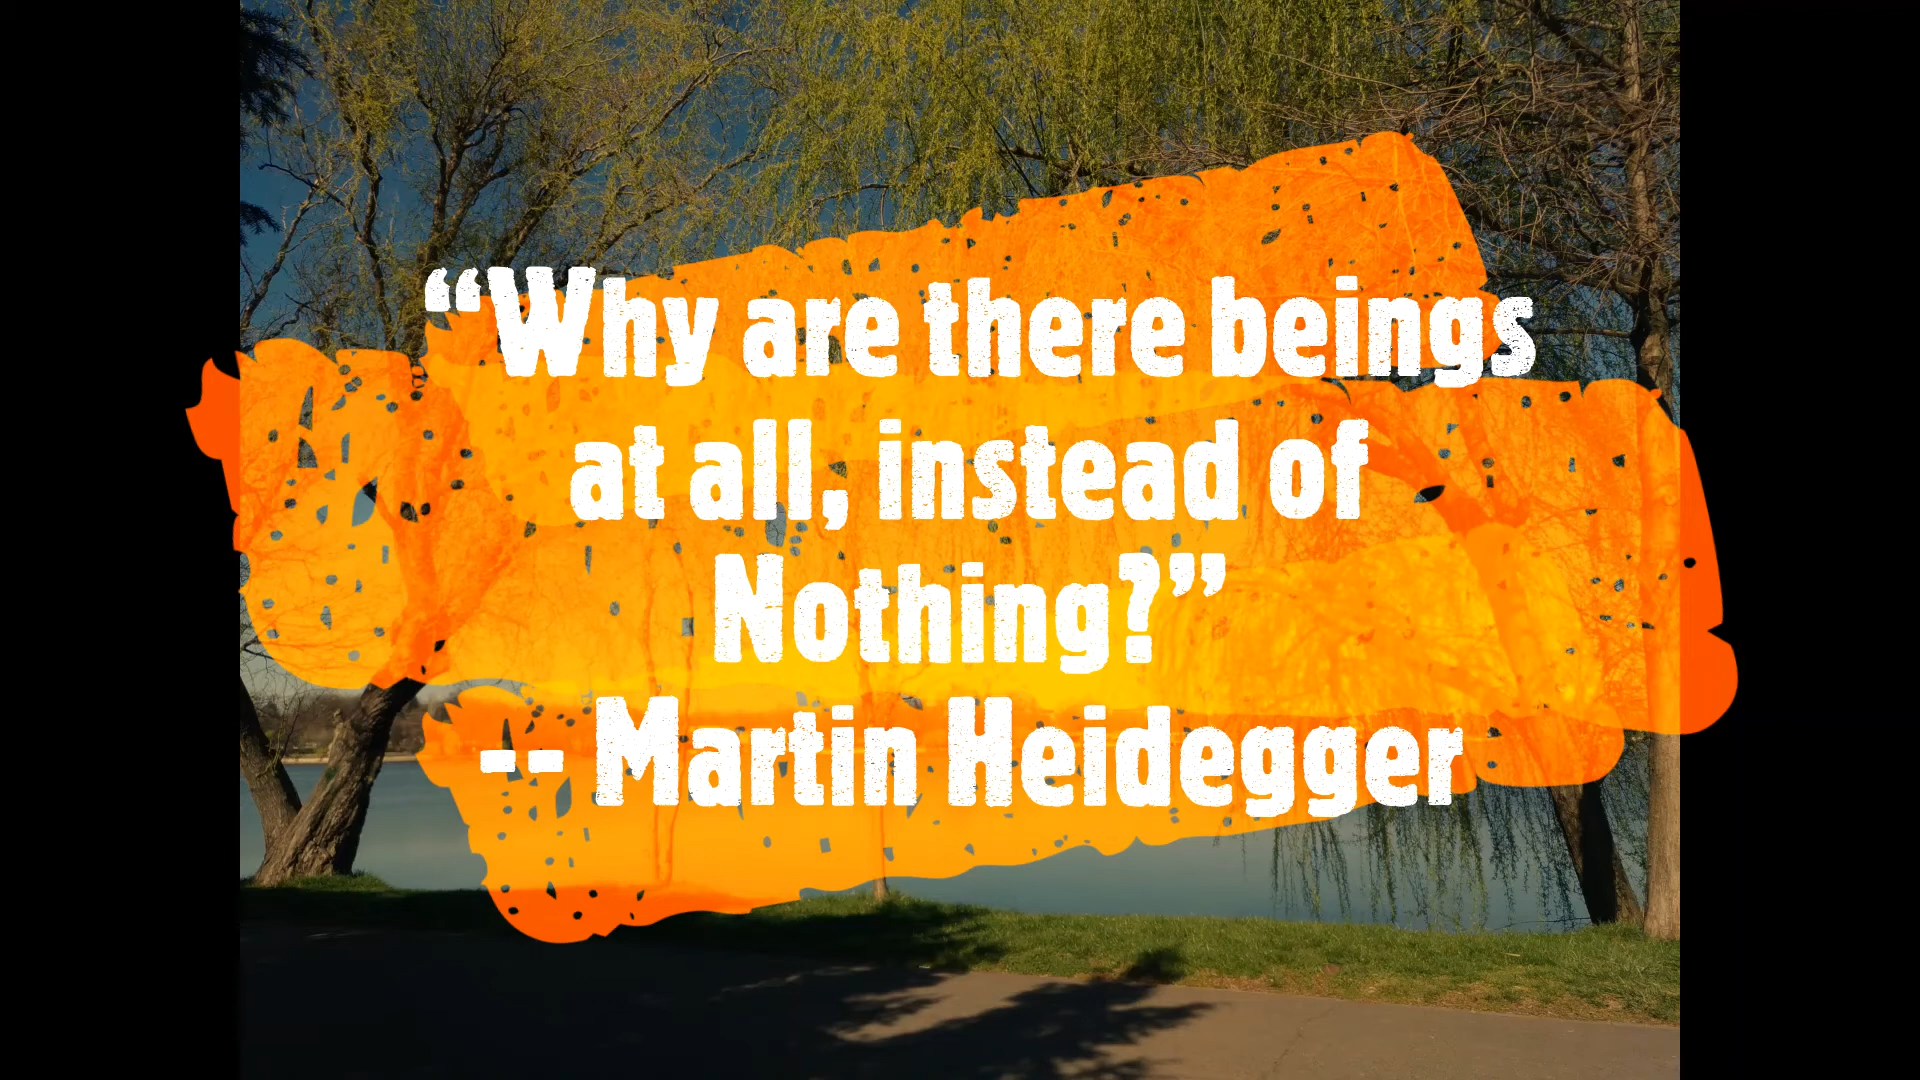 “Why are there beings
at all, instead of
Nothing?”
-- Martin Heidegger